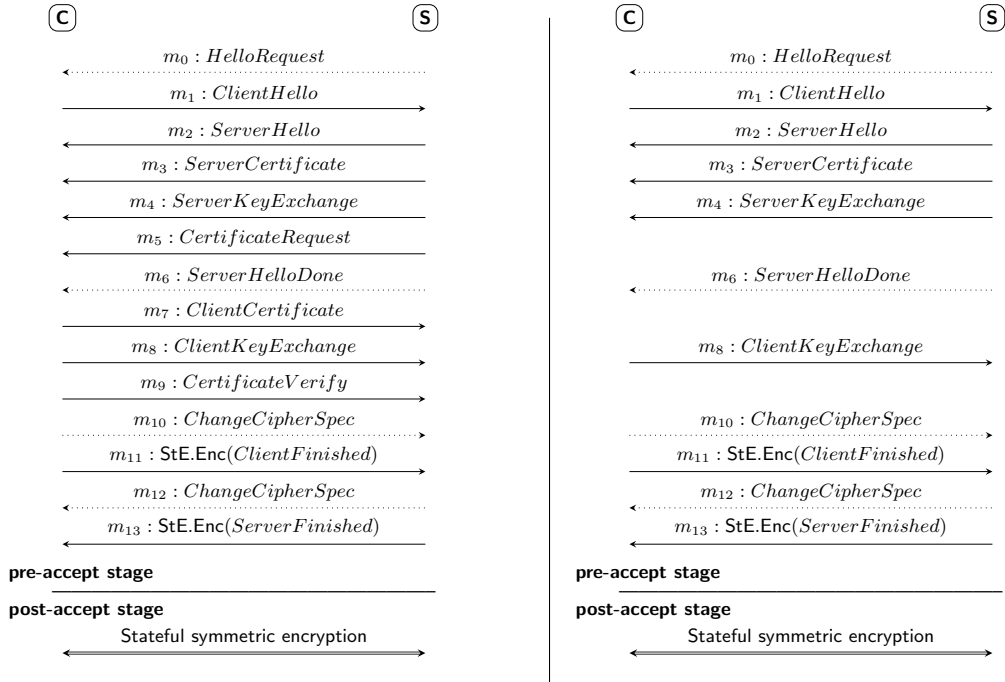 C S
m0 : HelloRequest
m1 : ClientHello
m2 : ServerHello
m3 : ServerCertificate
m4 : ServerKeyExchange
m5 : CertificateRequest
m6 : ServerHelloDone
m7 : ClientCertificate
m8 : ClientKeyExchange
m9 : CertificateVerify
m10 : ChangeCipherSpec
m11 : StE.Enc(ClientFinished)
m12 : ChangeCipherSpec
m13 : StE.Enc(ServerFinished)
pre-accept stage
post-accept stage
Stateful symmetric encryption
C S
m0 : HelloRequest
m1 : ClientHello
m2 : ServerHello
m3 : ServerCertificate
m4 : ServerKeyExchange
m6 : ServerHelloDone
m8 : ClientKeyExchange
m10 : ChangeCipherSpec
m11 : StE.Enc(ClientFinished)
m12 : ChangeCipherSpec
m13 : StE.Enc(ServerFinished)
pre-accept stage
post-accept stage
Stateful symmetric encryption